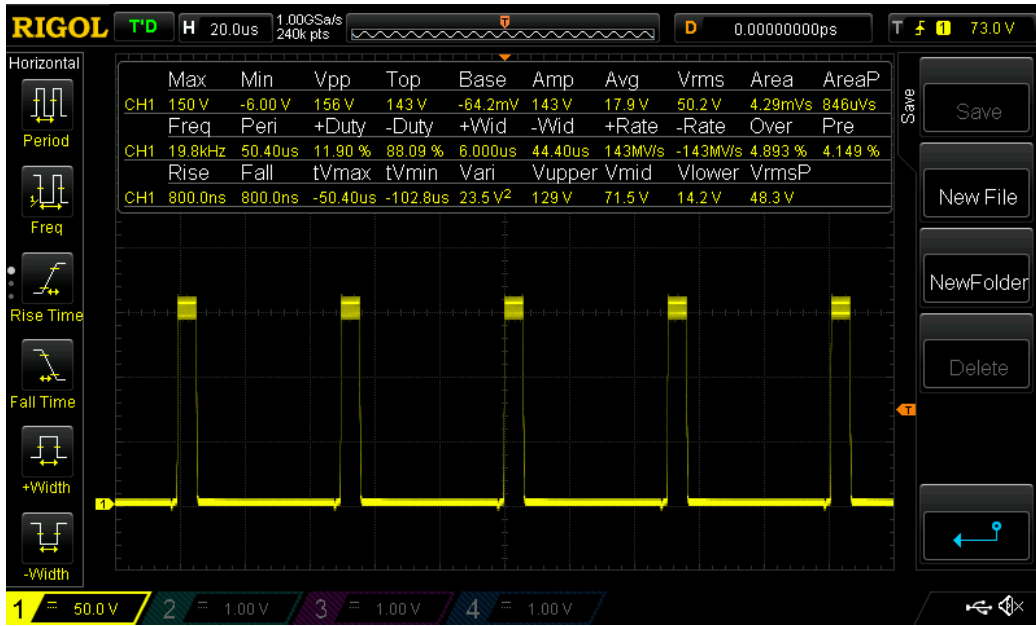 RIGOL T'D H 20.0us 1.00GSa/s 240k pts D 0.00000000ps T 1 73.0 V
Horizontal
Period
Freq
Rise Time
Fall Time
+Width
-Width
Max Min Vpp Top Base Amp Avg Vrms Area AreaP
CH1 150 V -6.00 V 156 V 143 V -64.2mV 143 V 17.9 V 50.2 V 4.29mVs 846uVs
Freq Peri +Duty -Duty +Wid -Wid +Rate -Rate Over Pre
CH1 19.8kHz 50.40us 11.90 % 88.09 % 6.000us 44.40us 143MV/s -143MV/s 4.893 % 4.149 %
Rise Fall tVmax tVmin Vari Vupper Vmid Vlower VrmsP
CH1 800.0ns 800.0ns -50.40us -102.8us 23.5 V² 129 V 71.5 V 14.2 V 48.3 V
T
T
1
Save
Save
New File
NewFolder
Delete
1 50.0 V 2 1.00 V 3 1.00 V 4 1.00 V